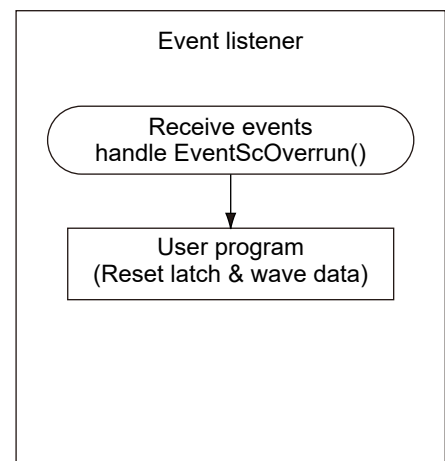 Event listener
Receive events
handle EventScOverrun()
User program
(Reset latch & wave data)